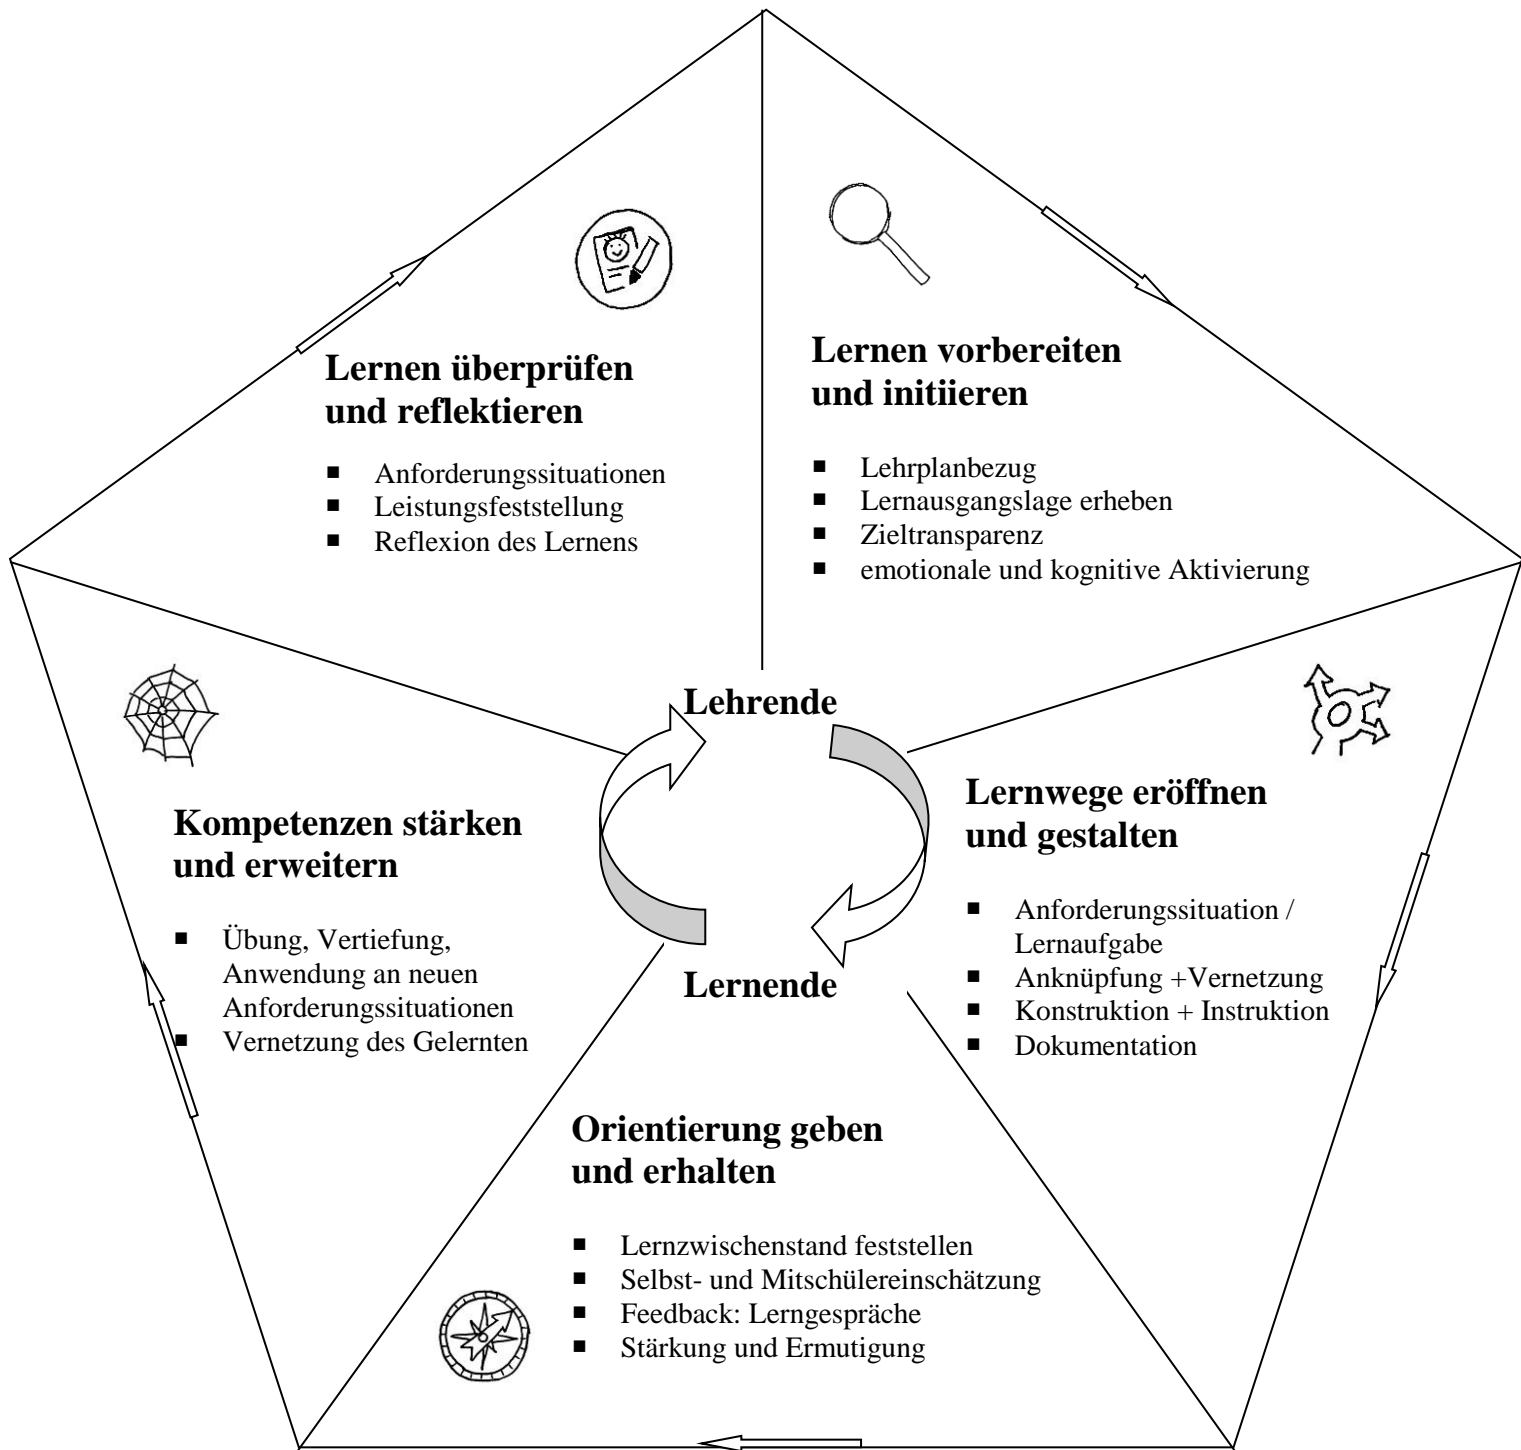 Lernen überprüfen
und reflektieren
■ Anforderungssituationen
■ Leistungsfeststellung
■ Reflexion des Lernens
Lernen vorbereiten
und initiieren
■ Lehrplanbezug
■ Lernausgangslage erheben
■ Zieltransparenz
■ emotionale und kognitive Aktivierung
Lehrende
Lernende
Kompetenzen stärken
und erweitern
■ Übung, Vertiefung,
Anwendung an neuen
Anforderungssituationen
■ Vernetzung des Gelernten
Lernwege eröffnen
und gestalten
■ Anforderungssituation /
Lernaufgabe
■ Anknüpfung +Vernetzung
■ Konstruktion + Instruktion
■ Dokumentation
Orientierung geben
und erhalten
■ Lernzwischenstand feststellen
■ Selbst- und Mitschülereinschätzung
■ Feedback: Lerngespräche
■ Stärkung und Ermutigung